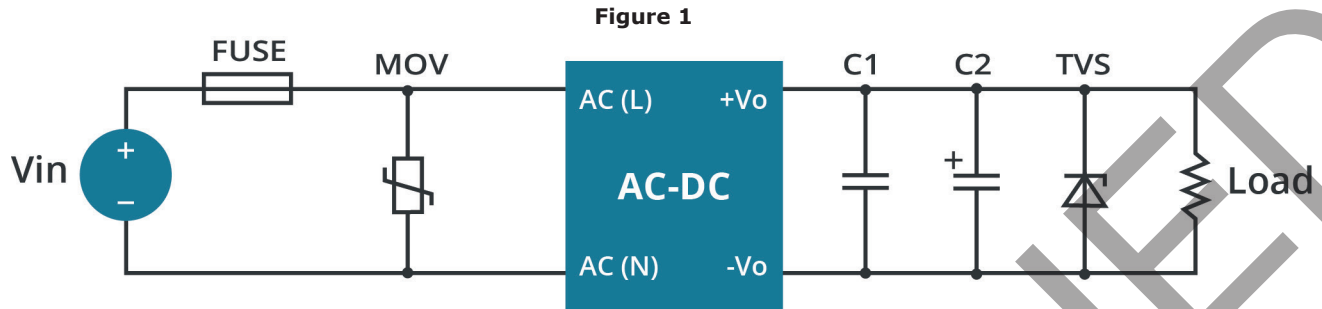 Figure 1
FUSE
MOV
C1
C2
TVS
AC (L)
+Vo
+
Vin
−
AC-DC
+
Load
AC (N)
-Vo